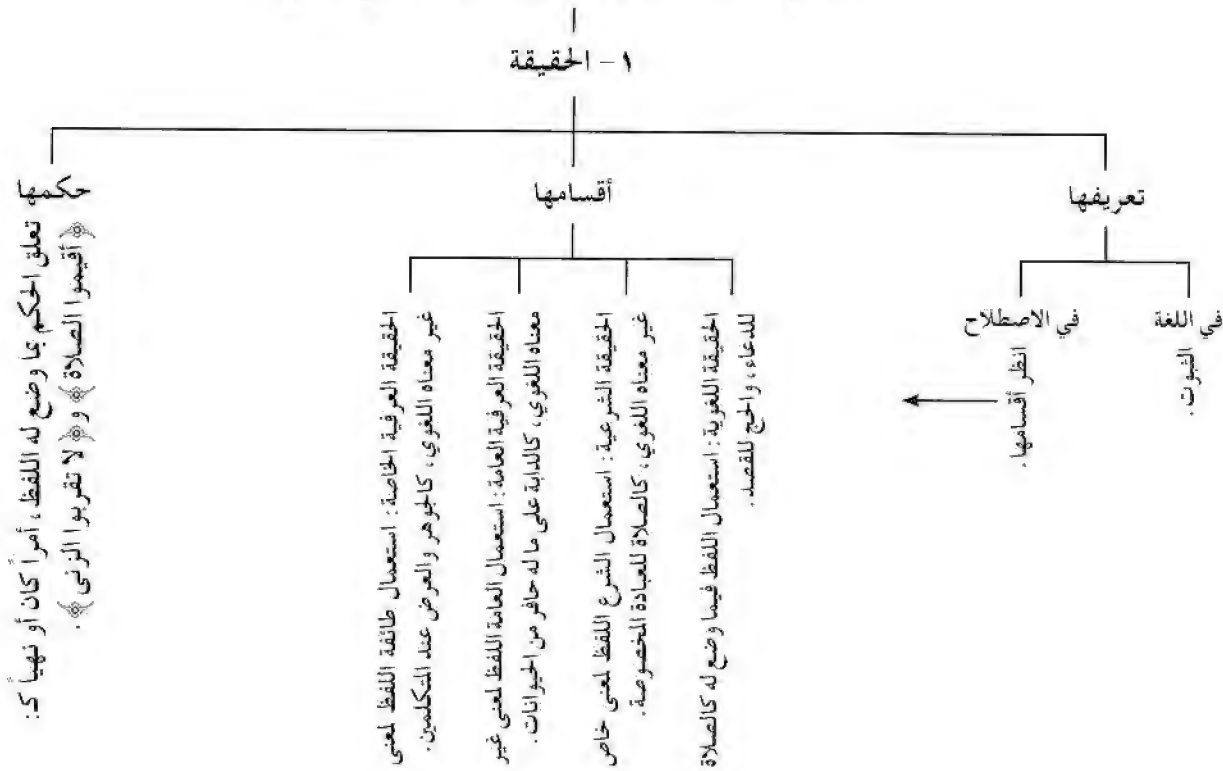 ١ - الحقيقة
تعريفها
في اللغة
الثبوت.
في الاصطلاح
انظر أقسامها.
أقسامها
الحقيقة اللغوية: استعمال اللفظ فيما وضع له كالصلاة
للدعاء، والحج للقصد.
الحقيقة الشرعية: استعمال الشرع اللفظ لمعنى خاص
غير معناه اللغوي، كالصلاة للعبادة المخصوصة.
الحقيقة العرفية العامة: استعمال العامة اللفظ لمعنى غير
معناه اللغوي، كالدابة على ما له حافر من الحيوانات.
الحقيقة العرفية الخاصة: استعمال طائفة اللفظ لمعنى
غير معناه اللغوي، كالجوهر والعرض عند المتكلمين.
حكمها
تعلق الحكم بما وضع له اللفظ، أمراً كان أو نهياً كـ:
﴿أقيموا الصلاة﴾ و﴿لا تقربوا الزنى﴾.